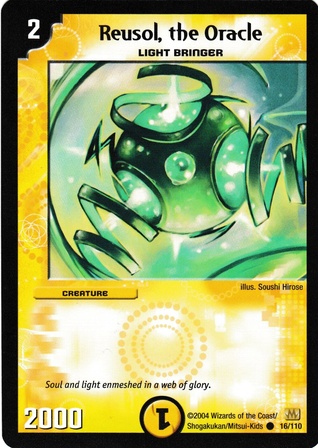 2
Reusol, the Oracle
LIGHT BRINGER
illus. Soushi Hirose
CREATURE
Soul and light enmeshed in a web of glory.
2000
1
©2004 Wizards of the Coast/
Shogakukan/Mitsui-Kids ● 16/110